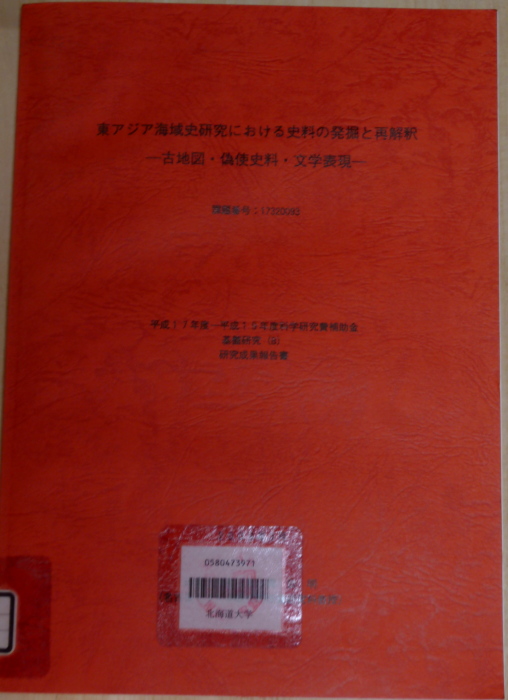 東アジア海域史研究における史料の発掘と再解釈
―古地図・偽使史料・文学表現―
課題番号：17320095
平成１７年度―平成１９年度科学研究費補助金
基盤研究（B）
研究成果報告書
0580473971
北海道大学